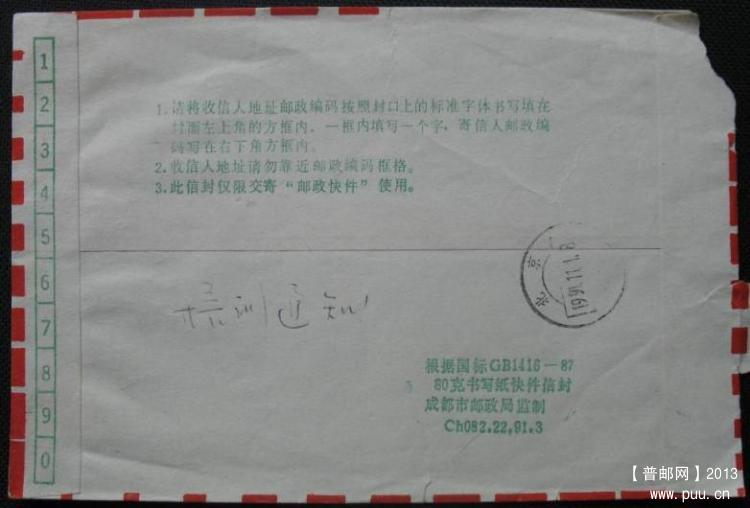 1
2
3
4
5
6
7
8
9
0
1.请将收信人地址邮政编码按照封口上的标准字体书写填在
封面左上角的方框内，一框内填写一个字，寄信人邮政编
码写在右下角方框内。
2.收信人地址请勿靠近邮政编码框格。
3.此信封仅限交寄“邮政快件”使用。
北京
1991.11.18
培训通知
根据国标GB1416－87
80克书写纸快件信封
成都市邮政局监制
Ch082.22,91.3
【普邮网】2013
www.puu.cn